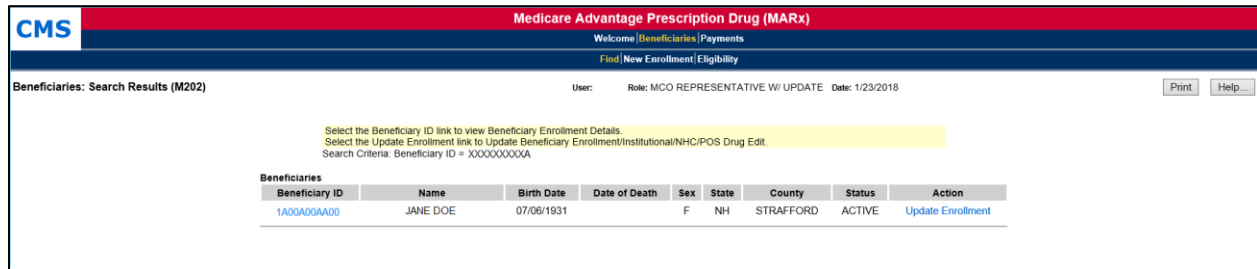 CMS
Medicare Advantage Prescription Drug (MARx)
Welcome|Beneficiaries|Payments
Find|New Enrollment|Eligibility
Beneficiaries: Search Results (M202) User: Role: MCO REPRESENTATIVE W/ UPDATE Date: 1/23/2018 Print Help...
Select the Beneficiary ID link to view Beneficiary Enrollment Details.
Select the Update Enrollment link to Update Beneficiary Enrollment/Institutional/NHC/POS Drug Edit.
Search Criteria: Beneficiary ID = XXXXXXXXXA
Beneficiaries
Beneficiary ID Name Birth Date Date of Death Sex State County Status Action
1A00A00AA00 JANE DOE 07/06/1931 F NH STRAFFORD ACTIVE Update Enrollment